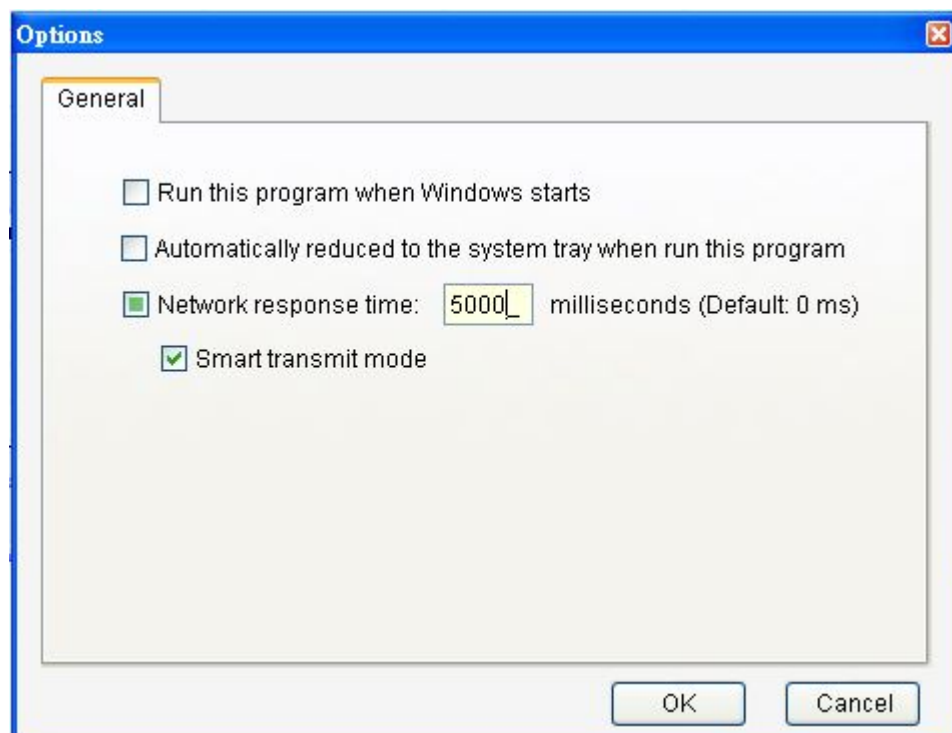 Options
General
Run this program when Windows starts
Automatically reduced to the system tray when run this program
Network response time: 5000_ milliseconds (Default: 0 ms)
Smart transmit mode
OK Cancel